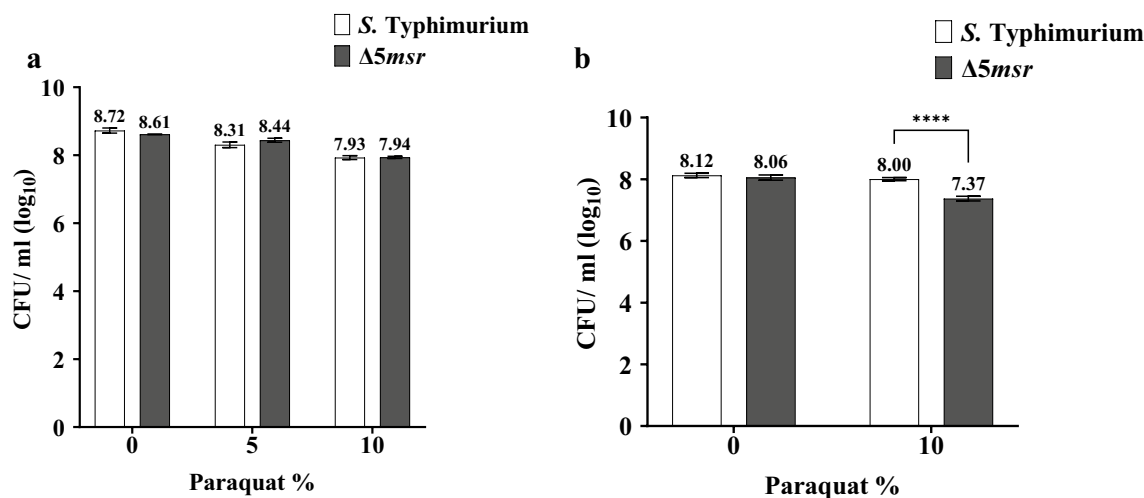 a
S. Typhimurium
Δ5msr
CFU/ ml (log10)
10
8
6
4
2
0
8.72
8.61
8.31
8.44
7.93
7.94
0
5
10
Paraquat %
b
S. Typhimurium
Δ5msr
CFU/ ml (log10)
10
8
6
4
2
0
8.12
8.06
8.00
7.37
****
0
10
Paraquat %